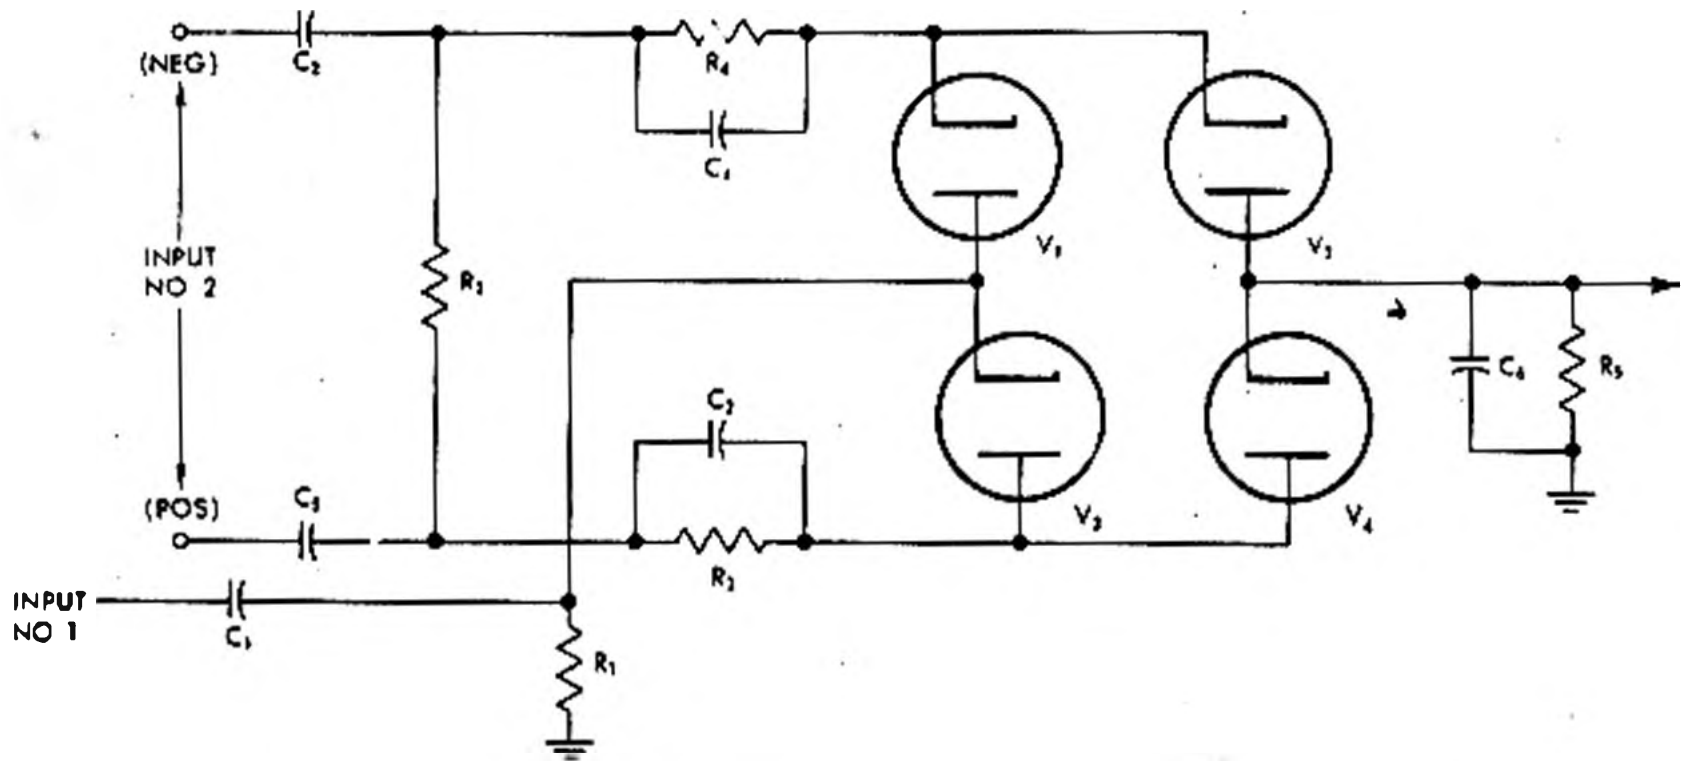 (NEG)
C₂
R₄
C₄
V₁
V₂
INPUT
NO 2
R₃
C₆
R₅
C₂
(POS)
C₅
V₃
V₄
R₂
INPUT
NO 1
C₁
R₁